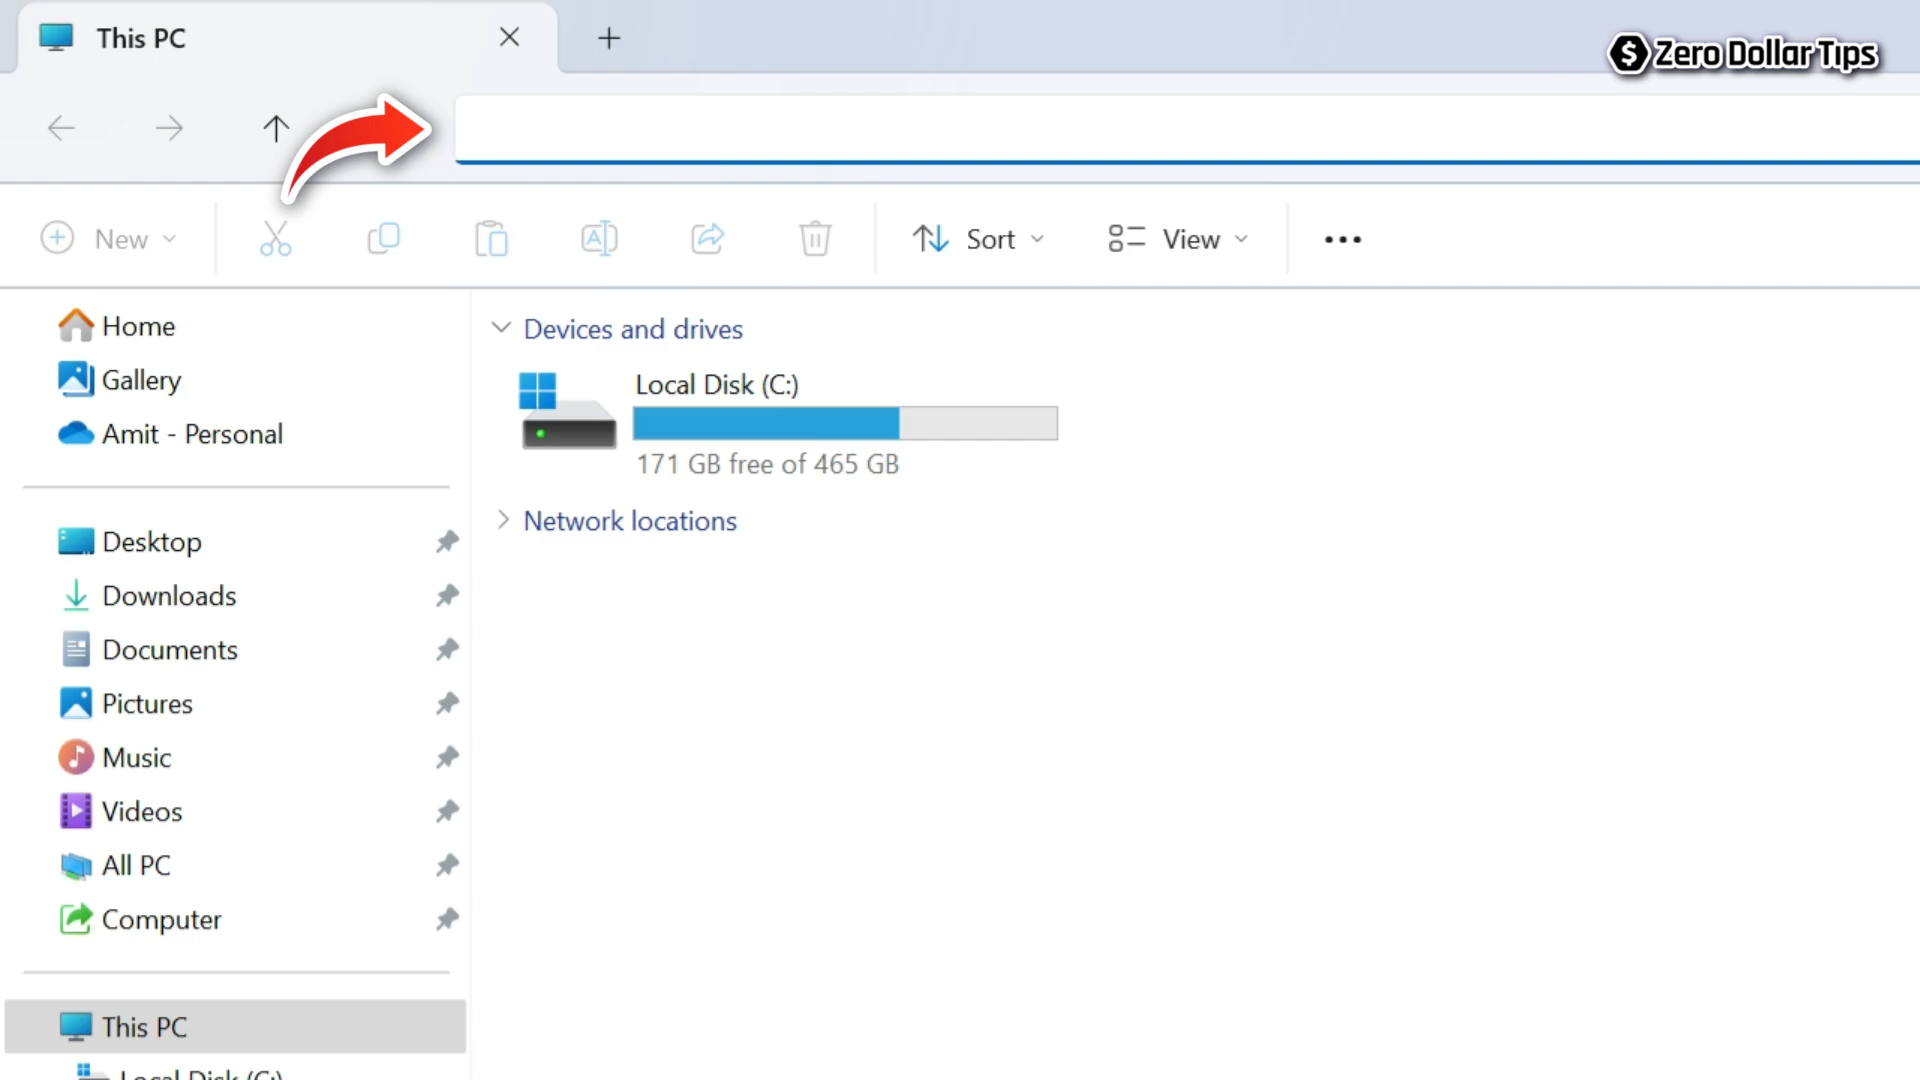 This PC
Zero Dollar Tips
New
Sort
View
Home
Gallery
Amit - Personal
Desktop
Downloads
Documents
Pictures
Music
Videos
All PC
Computer
This PC
Local Disk (C:)
Devices and drives
Local Disk (C:)
171 GB free of 465 GB
Network locations